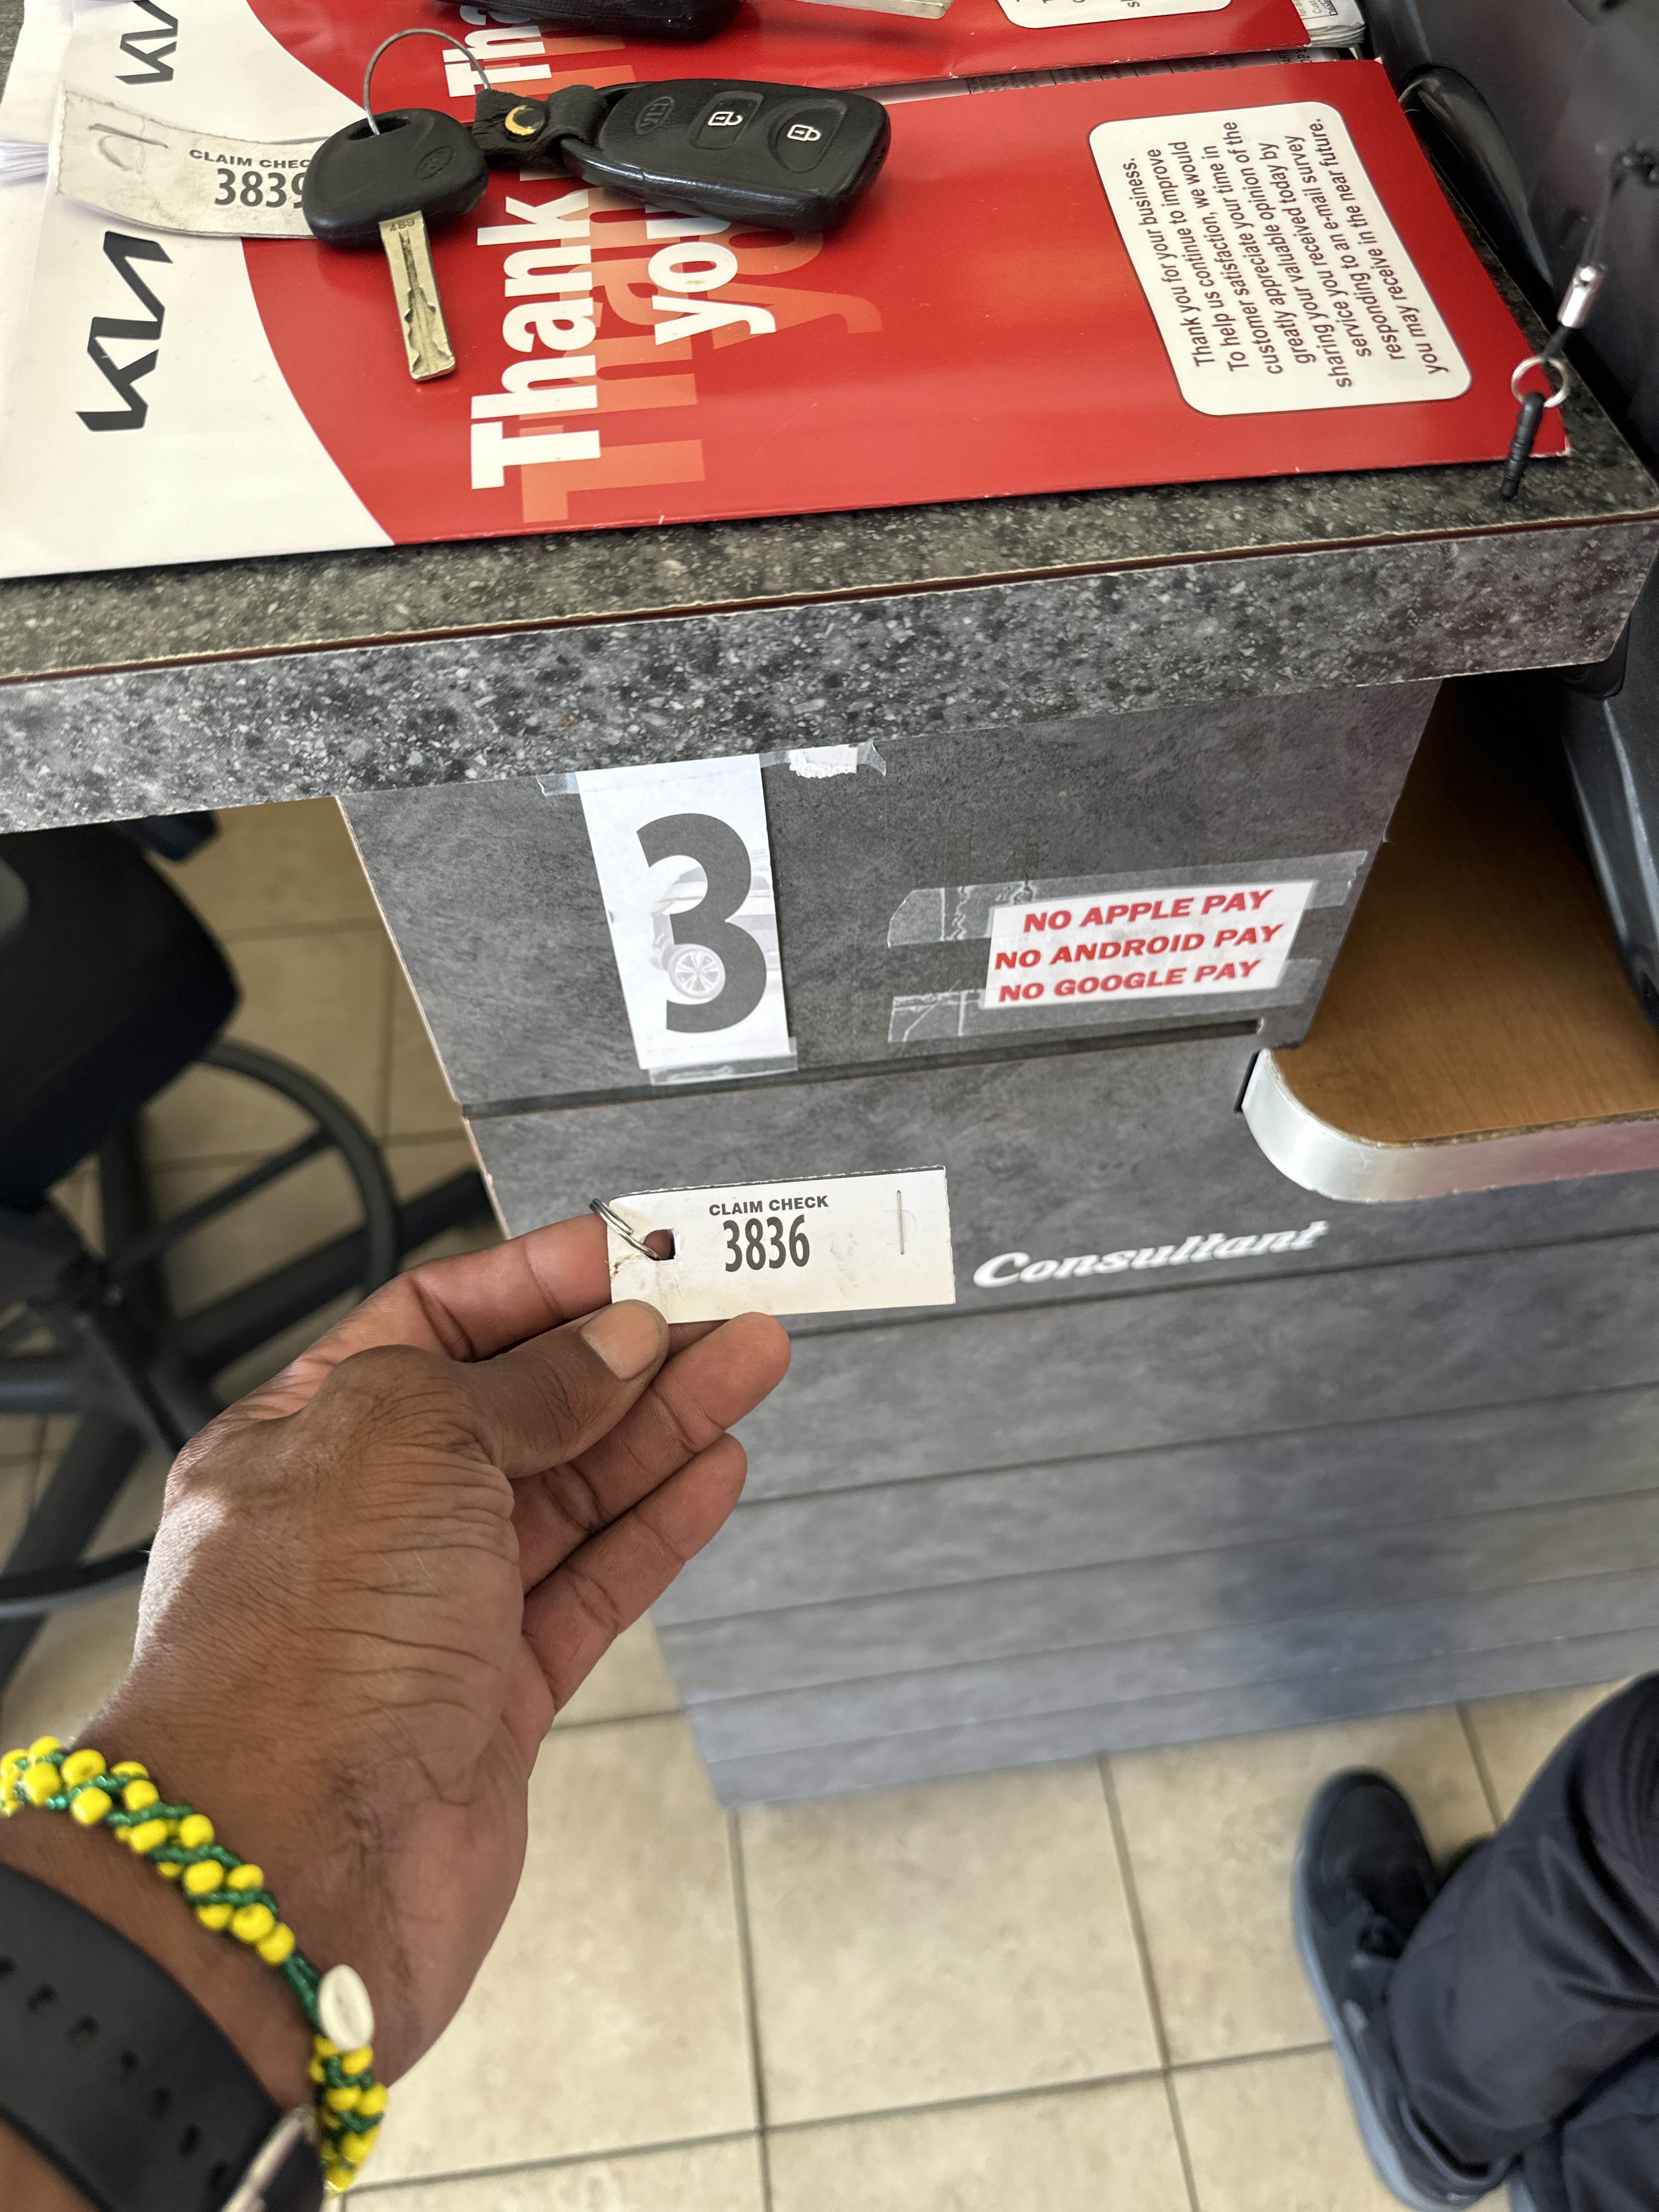 KIA
Tha
CLAIM CHEC
3839
KIA
Thank
you
Thank you for your business.
To help us continue to improve
customer satisfaction, we would
greatly appreciate your time in
sharing your valuable opinion of the
service you received today by
responding to an e-mail survey
you may receive in the near future.
3
NO APPLE PAY
NO ANDROID PAY
NO GOOGLE PAY
CLAIM CHECK
3836
Consultant